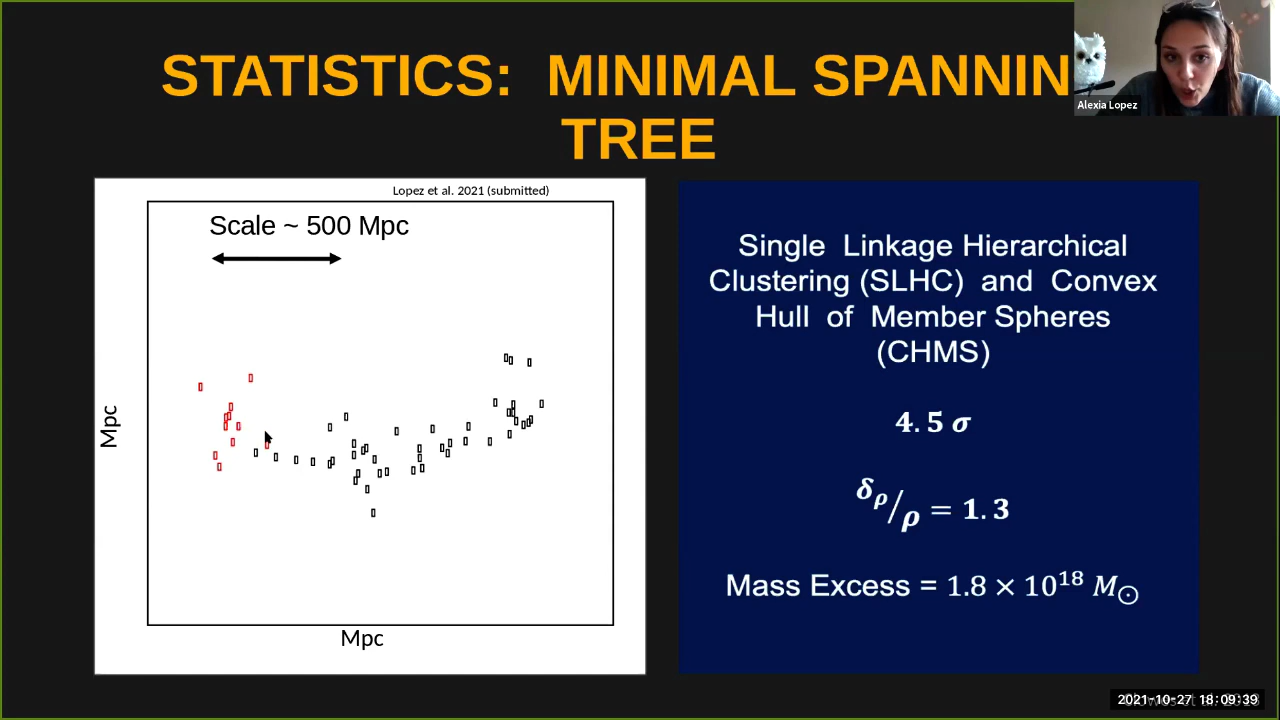 STATISTICS: MINIMAL SPANNIN
TREE
Alexia Lopez
Lopez et al. 2021 (submitted)
Scale ~ 500 Mpc
Mpc
Mpc
Single Linkage Hierarchical
Clustering (SLHC) and Convex
Hull of Member Spheres
(CHMS)
4.5 σ
δρ/ρ = 1.3
Mass Excess = 1.8 × 10¹⁸ M⊙
2021-10-27 18:09:39